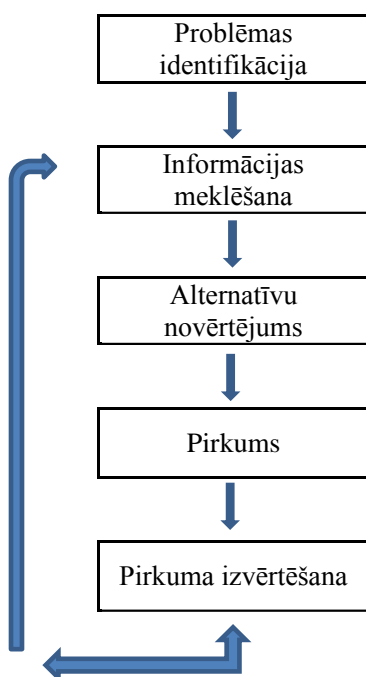 Problēmas
identifikācija
Informācijas
meklēšana
Alternatīvu
novērtējums
Pirkums
Pirkuma izvērtēšana